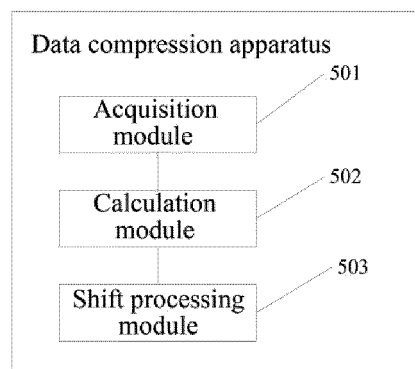 Data compression apparatus
501
Acquisition
module
502
Calculation
module
503
Shift processing
module